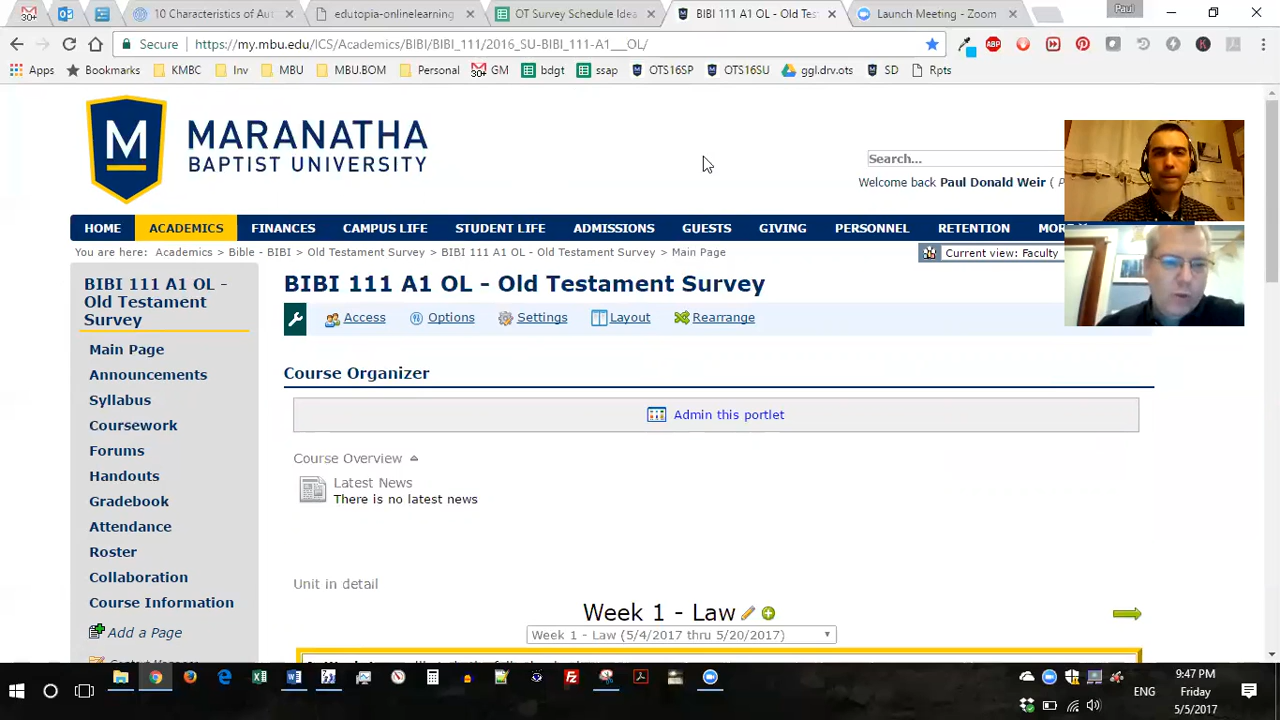 10 Characteristics of Au
edutopia-onlinelearning
OT Survey Schedule Idea
BIBI 111 A1 OL - Old Tes
Launch Meeting - Zoom
Paul
Secure
https://my.mbu.edu/ICS/Academics/BIBI/BIBI_111/2016_SU-BIBI_111-A1__OL/
Apps Bookmarks KMBC Inv MBU MBU.BOM Personal GM bdgt ssap OTS16SP OTS16SU ggl.drv.ots SD Rpts
M MARANATHA
BAPTIST UNIVERSITY
Search...
Welcome back Paul Donald Weir (
HOME ACADEMICS FINANCES CAMPUS LIFE STUDENT LIFE ADMISSIONS GUESTS GIVING PERSONNEL RETENTION
You are here: Academics > Bible - BIBI > Old Testament Survey > BIBI 111 A1 OL - Old Testament Survey > Main Page
Current view: Faculty
BIBI 111 A1 OL -
Old Testament
Survey
Main Page
Announcements
Syllabus
Coursework
Forums
Handouts
Gradebook
Attendance
Roster
Collaboration
Course Information
Add a Page
BIBI 111 A1 OL - Old Testament Survey
Access Options Settings Layout Rearrange
Course Organizer
Admin this portlet
Course Overview
Latest News
There is no latest news
Unit in detail
Week 1 - Law
Week 1 - Law (5/4/2017 thru 5/20/2017)
ENG
9:47 PM
Friday
5/5/2017